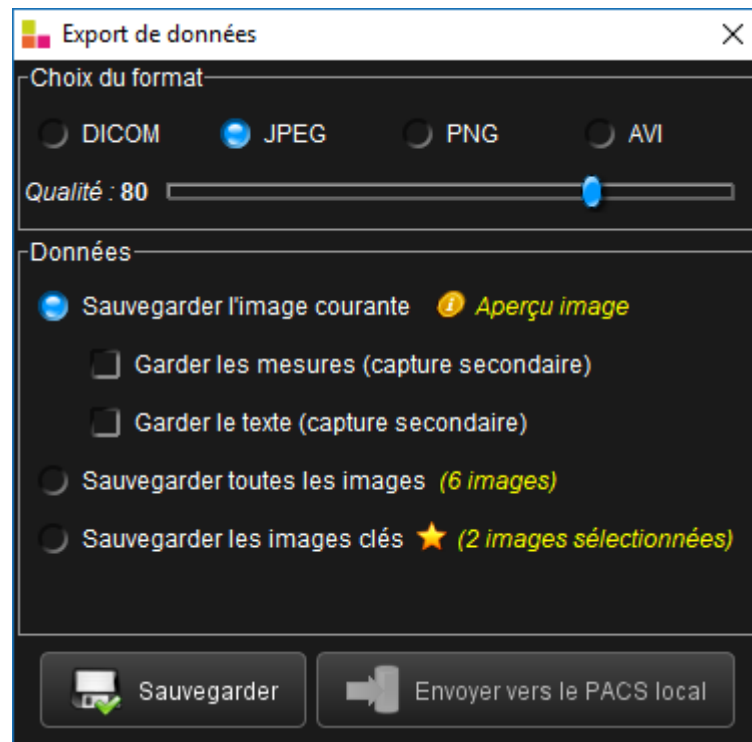 Export de données
Choix du format
DICOM JPEG PNG AVI
Qualité : 80
Données
Sauvegarder l'image courante Aperçu image
Garder les mesures (capture secondaire)
Garder le texte (capture secondaire)
Sauvegarder toutes les images (6 images)
Sauvegarder les images clés (2 images sélectionnées)
Sauvegarder Envoyer vers le PACS local